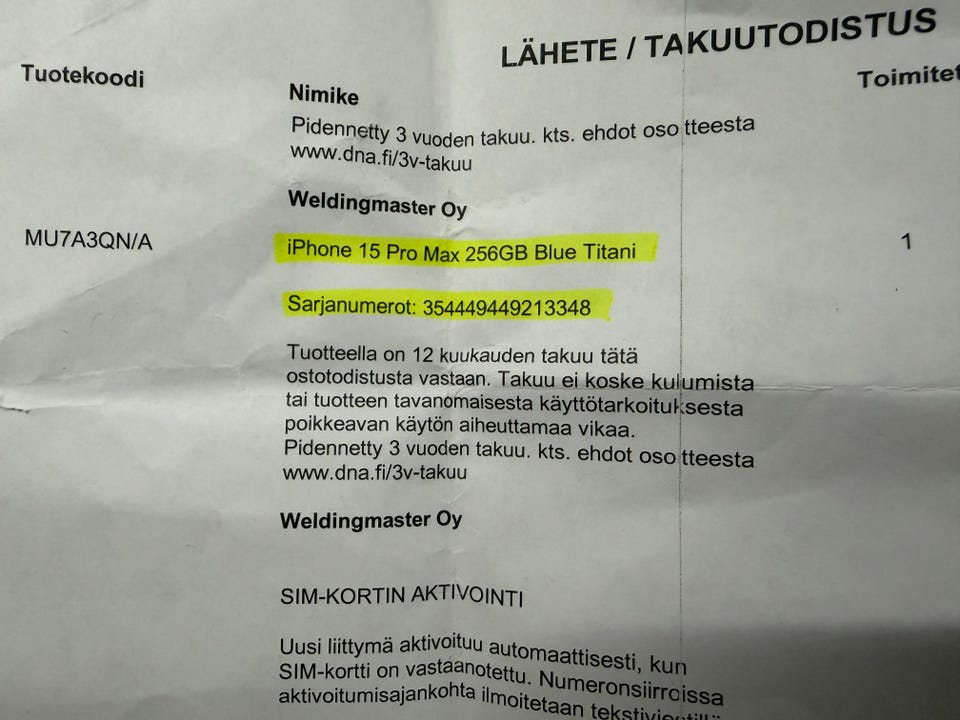 LÄHETE / TAKUUTODISTUS
Tuotekoodi
Nimike
Toimitet
Pidennetty 3 vuoden takuu. kts. ehdot osoitteesta
www.dna.fi/3v-takuu
Weldingmaster Oy
MU7A3QN/A
iPhone 15 Pro Max 256GB Blue Titani
1
Sarjanumerot: 354449449213348
Tuotteella on 12 kuukauden takuu tätä
ostotodistusta vastaan. Takuu ei koske kulumista
tai tuotteen tavanomaisesta käyttötarkoituksesta
poikkeavan käytön aiheuttamaa vikaa.
Pidennetty 3 vuoden takuu. kts. ehdot osoitteesta
www.dna.fi/3v-takuu
Weldingmaster Oy
SIM-KORTIN AKTIVOINTI
Uusi liittymä aktivoituu automaattisesti, kun
SIM-kortti on vastaanotettu. Numeronsiirroissa
aktivoitumisajankohta ilmoitetaan tekstiviestillä